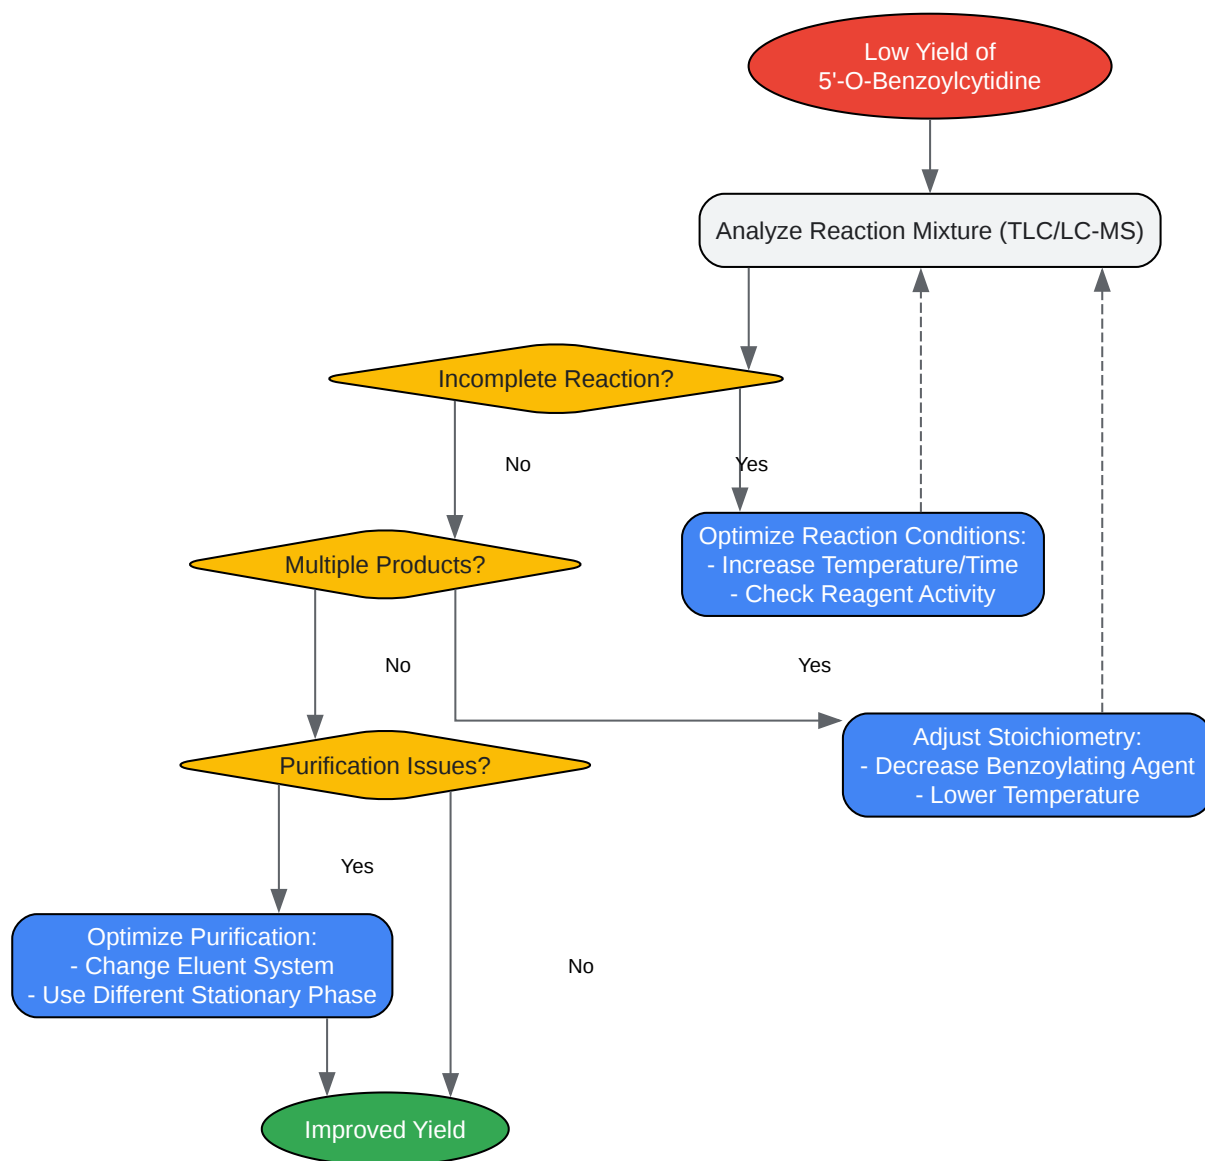 Low Yield of
5'-O-Benzoylcytidine
Analyze Reaction Mixture (TLC/LC-MS)
Incomplete Reaction?
No
Yes
Optimize Reaction Conditions:
- Increase Temperature/Time
- Check Reagent Activity
Multiple Products?
No
Yes
Adjust Stoichiometry:
- Decrease Benzoylating Agent
- Lower Temperature
Purification Issues?
Yes
No
Optimize Purification:
- Change Eluent System
- Use Different Stationary Phase
Improved Yield